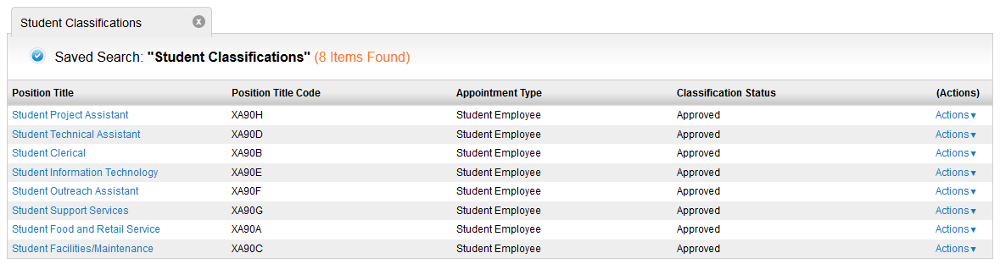 Student Classifications x
Saved Search: "Student Classifications" (8 Items Found)
Position Title Position Title Code Appointment Type Classification Status (Actions)
Student Project Assistant XA90H Student Employee Approved Actions
Student Technical Assistant XA90D Student Employee Approved Actions
Student Clerical XA90B Student Employee Approved Actions
Student Information Technology XA90E Student Employee Approved Actions
Student Outreach Assistant XA90F Student Employee Approved Actions
Student Support Services XA90G Student Employee Approved Actions
Student Food and Retail Service XA90A Student Employee Approved Actions
Student Facilities/Maintenance XA90C Student Employee Approved Actions